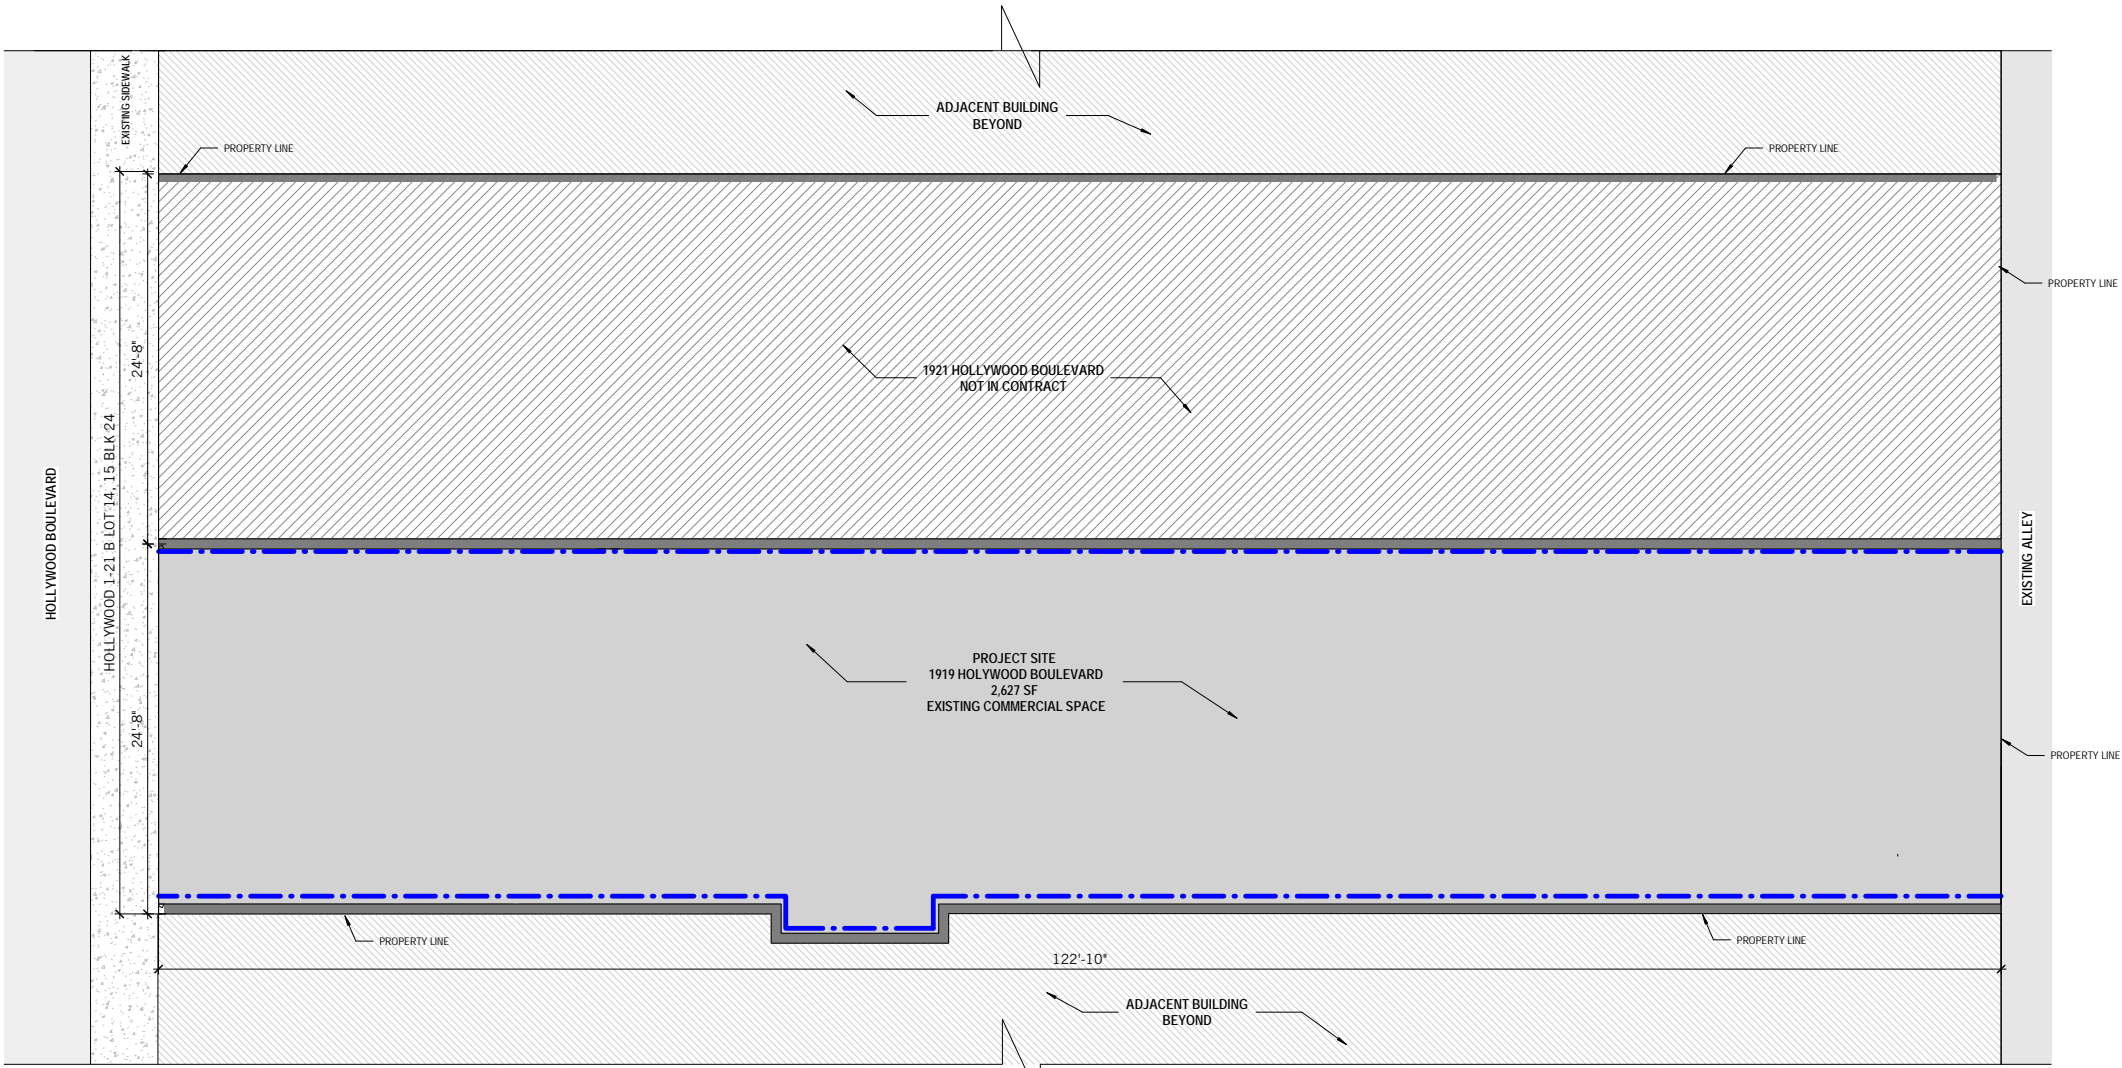 EXISTING SIDEWALK
ADJACENT BUILDING
BEYOND
PROPERTY LINE
PROPERTY LINE
PROPERTY LINE
24'-8"
1921 HOLLYWOOD BOULEVARD
NOT IN CONTRACT
HOLLYWOOD BOULEVARD
HOLLYWOOD 1-21 B LOT 14, 15 BLK 24
EXISTING ALLEY
PROJECT SITE
1919 HOLYWOOD BOULEVARD
2,627 SF
EXISTING COMMERCIAL SPACE
24'-8"
PROPERTY LINE
PROPERTY LINE
PROPERTY LINE
122'-10"
ADJACENT BUILDING
BEYOND